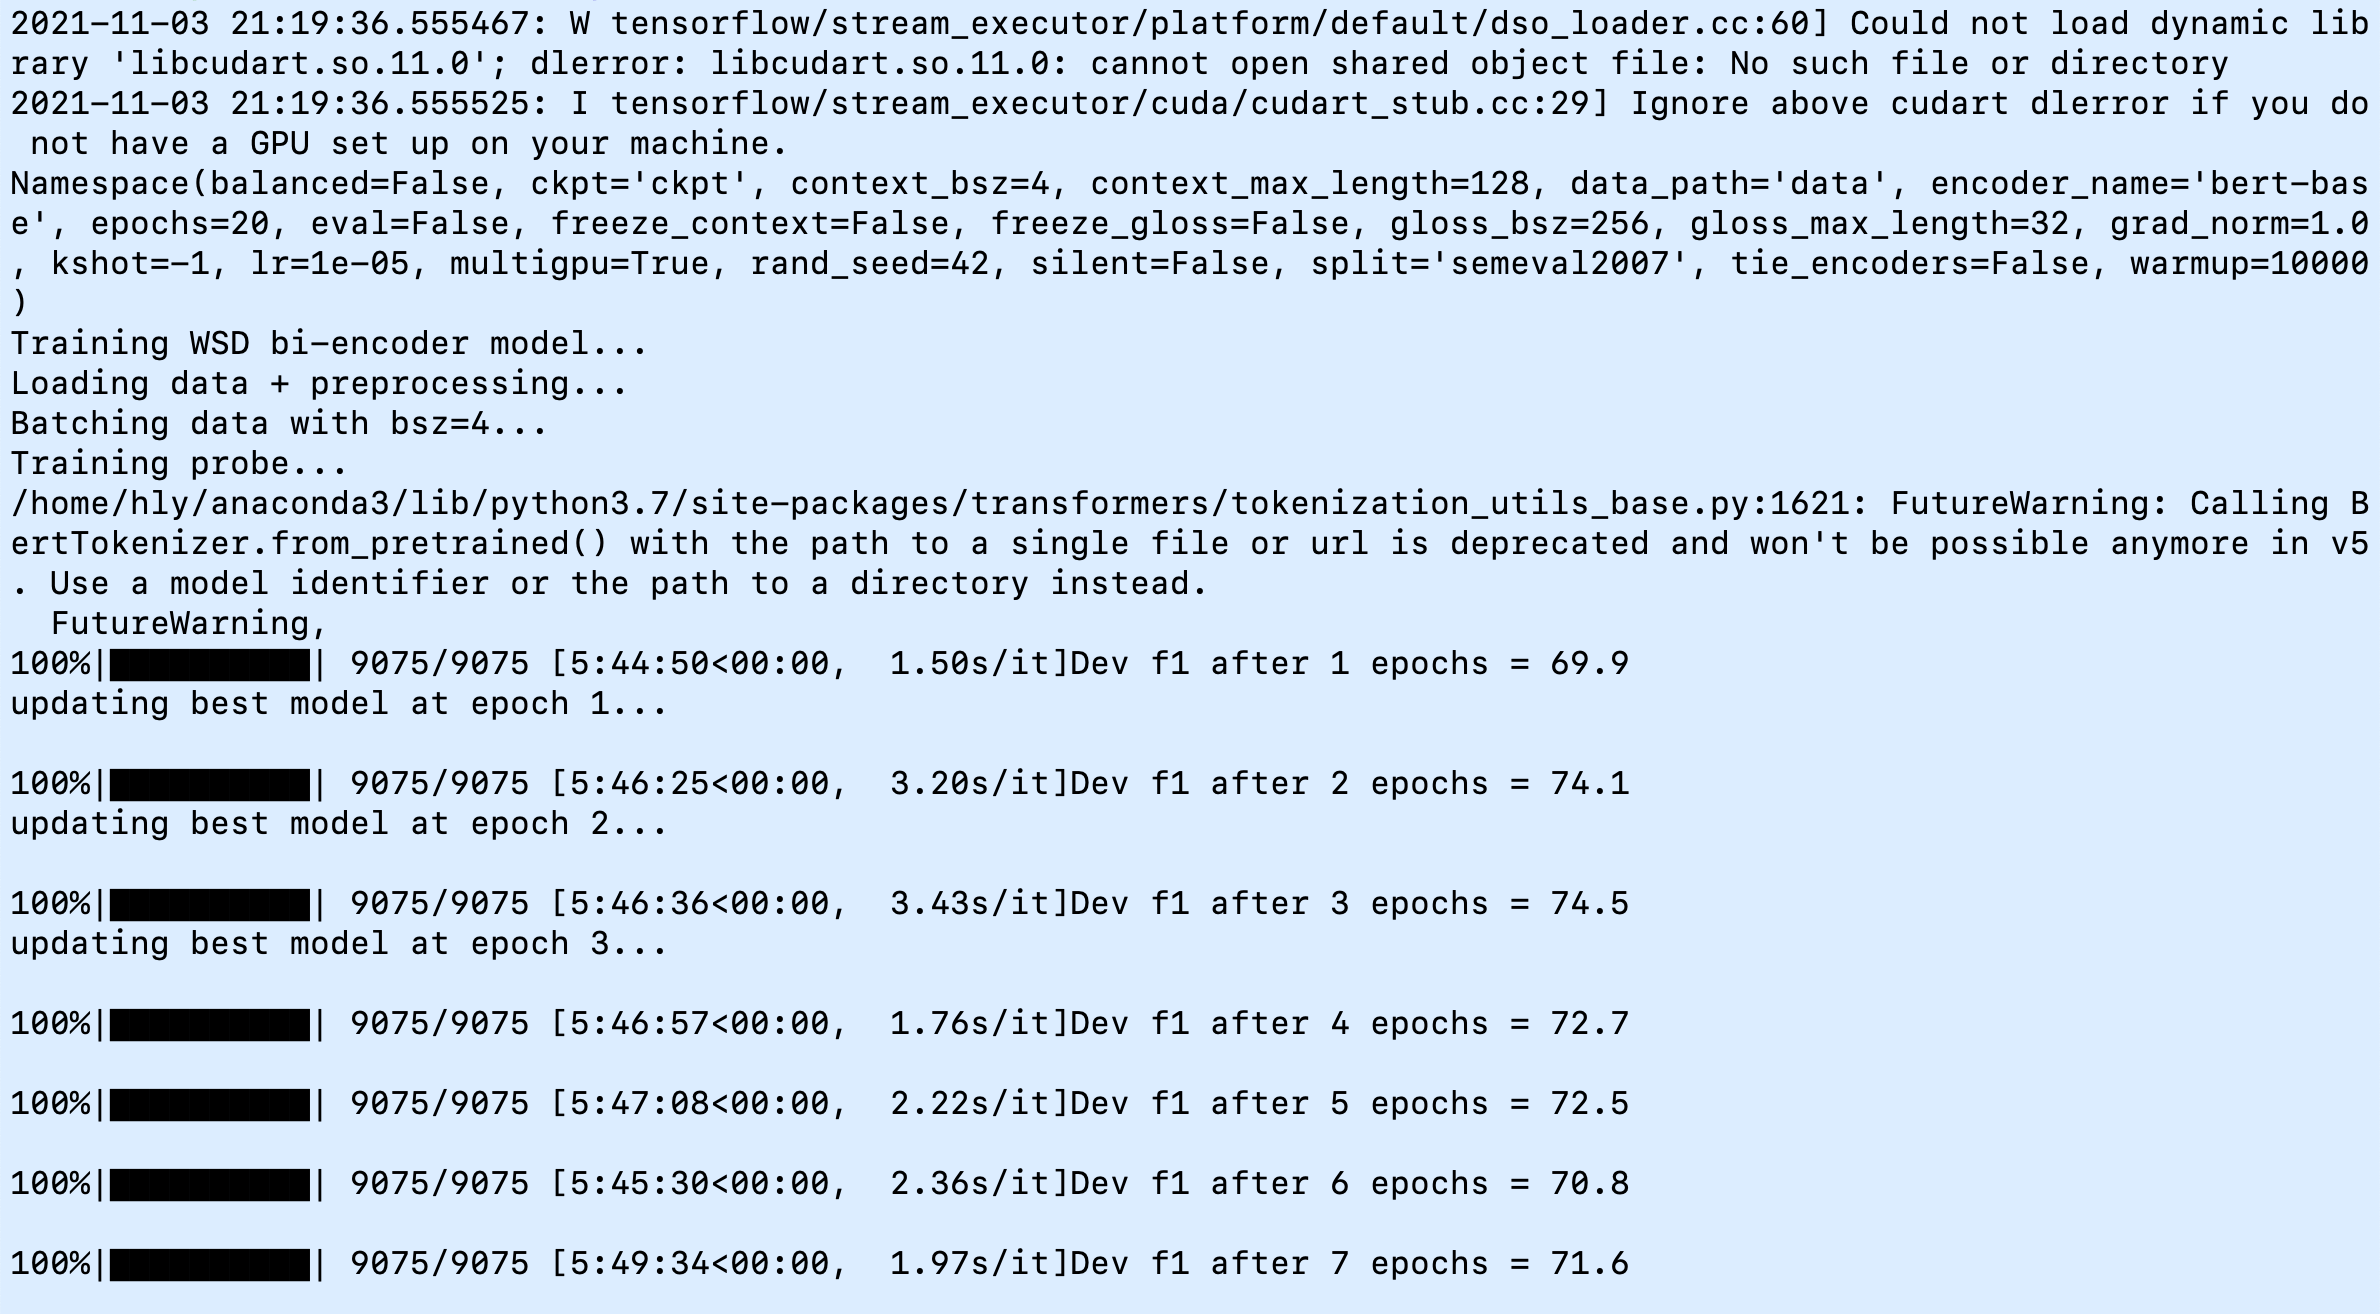 2021-11-03 21:19:36.555467: W tensorflow/stream_executor/platform/default/dso_loader.cc:60] Could not load dynamic lib
rary 'libcudart.so.11.0'; dlerror: libcudart.so.11.0: cannot open shared object file: No such file or directory
2021-11-03 21:19:36.555525: I tensorflow/stream_executor/cuda/cudart_stub.cc:29] Ignore above cudart dlerror if you do
 not have a GPU set up on your machine.
Namespace(balanced=False, ckpt='ckpt', context_bsz=4, context_max_length=128, data_path='data', encoder_name='bert-bas
e', epochs=20, eval=False, freeze_context=False, freeze_gloss=False, gloss_bsz=256, gloss_max_length=32, grad_norm=1.0
, kshot=-1, lr=1e-05, multigpu=True, rand_seed=42, silent=False, split='semeval2007', tie_encoders=False, warmup=10000
)
Training WSD bi-encoder model...
Loading data + preprocessing...
Batching data with bsz=4...
Training probe...
/home/hly/anaconda3/lib/python3.7/site-packages/transformers/tokenization_utils_base.py:1621: FutureWarning: Calling B
ertTokenizer.from_pretrained() with the path to a single file or url is deprecated and won't be possible anymore in v5
. Use a model identifier or the path to a directory instead.
  FutureWarning,
100%|██████████| 9075/9075 [5:44:50<00:00,  1.50s/it]Dev f1 after 1 epochs = 69.9
updating best model at epoch 1...
100%|██████████| 9075/9075 [5:46:25<00:00,  3.20s/it]Dev f1 after 2 epochs = 74.1
updating best model at epoch 2...
100%|██████████| 9075/9075 [5:46:36<00:00,  3.43s/it]Dev f1 after 3 epochs = 74.5
updating best model at epoch 3...
100%|██████████| 9075/9075 [5:46:57<00:00,  1.76s/it]Dev f1 after 4 epochs = 72.7
100%|██████████| 9075/9075 [5:47:08<00:00,  2.22s/it]Dev f1 after 5 epochs = 72.5
100%|██████████| 9075/9075 [5:45:30<00:00,  2.36s/it]Dev f1 after 6 epochs = 70.8
100%|██████████| 9075/9075 [5:49:34<00:00,  1.97s/it]Dev f1 after 7 epochs = 71.6